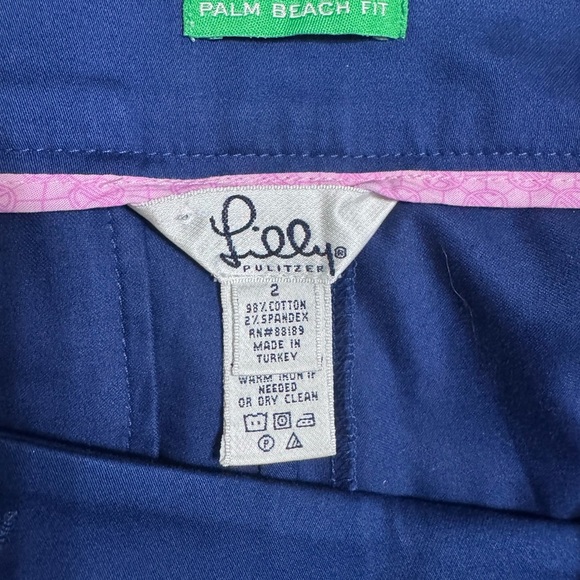 PALM BEACH FIT
Lilly®
PULITZER
2
98% COTTON
2% SPANDEX
RN#88189
MADE IN
TURKEY
WARM IRON IF
NEEDED
OR DRY CLEAN
P